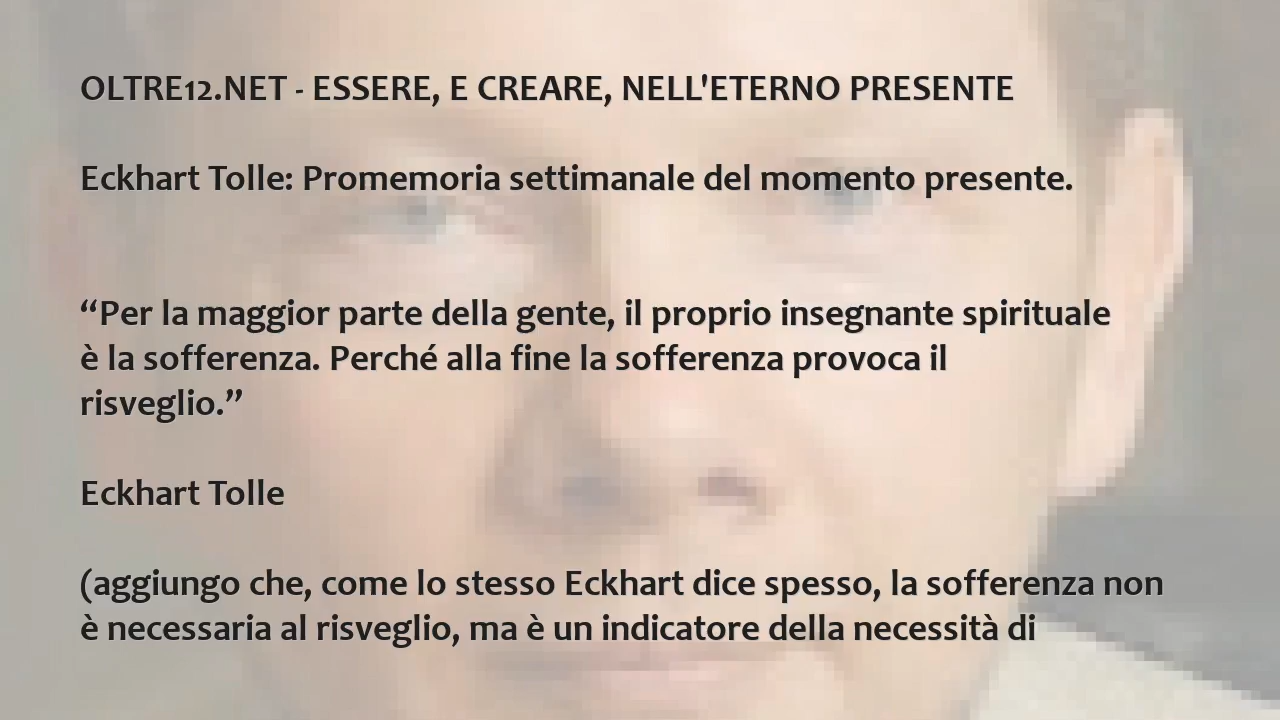 OLTRE12.NET - ESSERE, E CREARE, NELL'ETERNO PRESENTE
Eckhart Tolle: Promemoria settimanale del momento presente.
“Per la maggior parte della gente, il proprio insegnante spirituale
è la sofferenza. Perché alla fine la sofferenza provoca il
risveglio.”
Eckhart Tolle
(aggiungo che, come lo stesso Eckhart dice spesso, la sofferenza non
è necessaria al risveglio, ma è un indicatore della necessità di